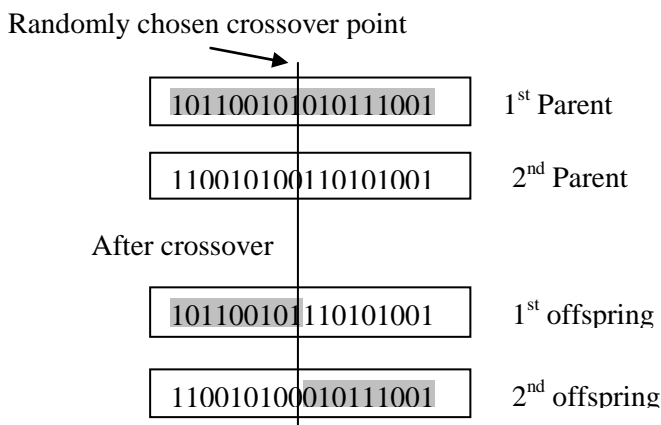 Randomly chosen crossover point
101100101010111001 1st Parent
110010100110101001 2nd Parent
After crossover
101100101110101001 1st offspring
110010100010111001 2nd offspring